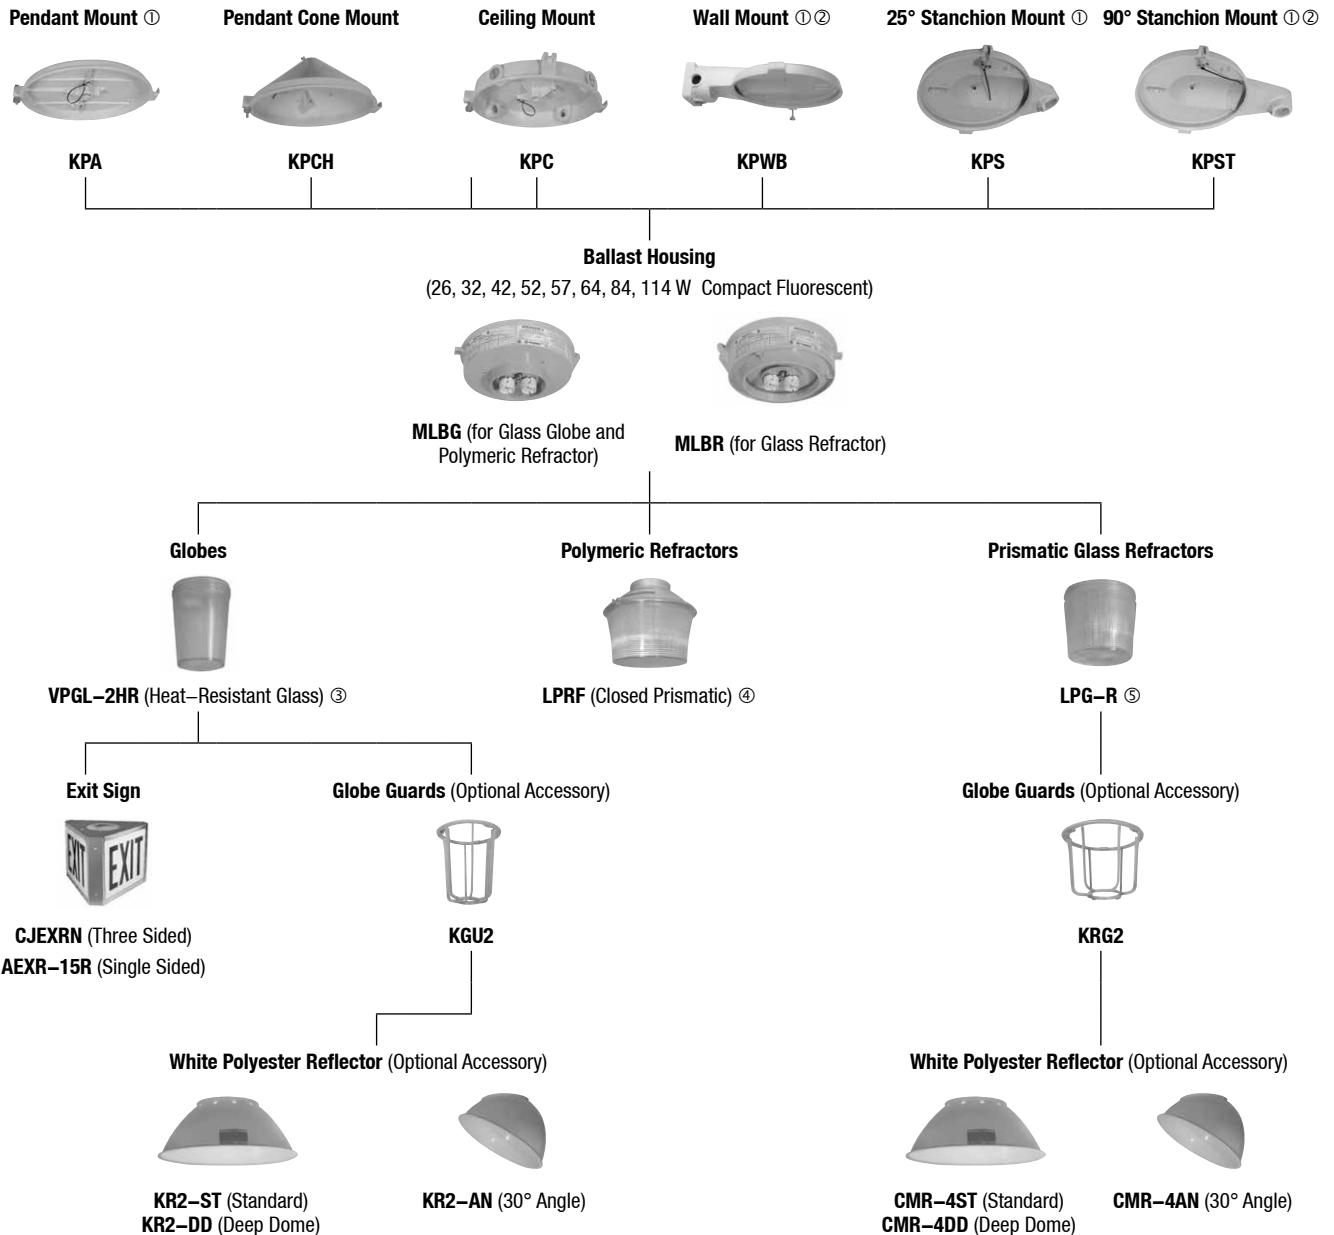 Pendant Mount ①
Pendant Cone Mount
Ceiling Mount
Wall Mount ①②
25° Stanchion Mount ①
90° Stanchion Mount ①②
KPA
KPCH
KPC
KPWB
KPS
KPST
Ballast Housing
(26, 32, 42, 52, 57, 64, 84, 114 W Compact Fluorescent)
MLBG (for Glass Globe and
Polymeric Refractor)
MLBR (for Glass Refractor)
Globes
Polymeric Refractors
Prismatic Glass Refractors
VPGL–2HR (Heat–Resistant Glass) ③
LPRF (Closed Prismatic) ④
LPG–R ⑤
Exit Sign
Globe Guards (Optional Accessory)
Globe Guards (Optional Accessory)
EXIT
EXIT
CJEXRN (Three Sided)
AEXR–15R (Single Sided)
KGU2
KRG2
White Polyester Reflector (Optional Accessory)
White Polyester Reflector (Optional Accessory)
KR2–ST (Standard)
KR2–DD (Deep Dome)
KR2–AN (30° Angle)
CMR–4ST (Standard)
CMR–4DD (Deep Dome)
CMR–4AN (30° Angle)